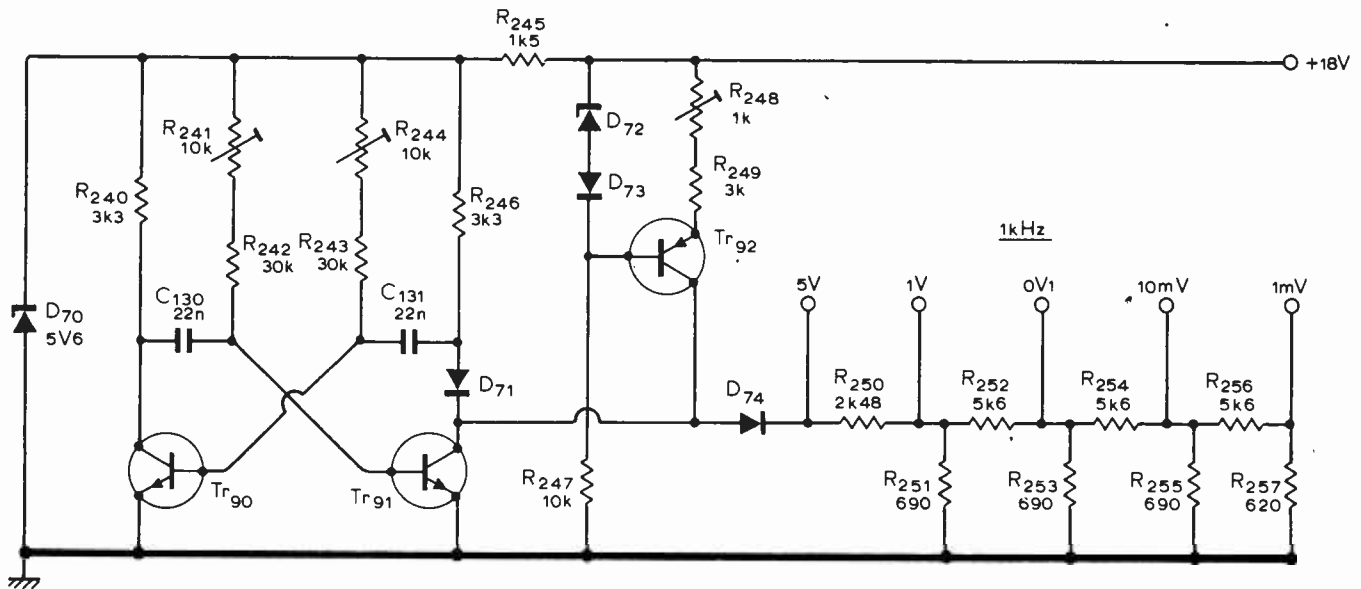 R245
1k5
+18V
R241
10k
R244
10k
D72
R248
1k
R240
3k3
R246
3k3
D73
R249
3k
R242
30k
R243
30k
Tr92
1kHz
C130
22n
C131
22n
D70
5V6
5V
1V
0V1
10mV
1mV
D71
D74
R250
2k48
R252
5k6
R254
5k6
R256
5k6
Tr90
Tr91
R247
10k
R251
690
R253
690
R255
690
R257
620